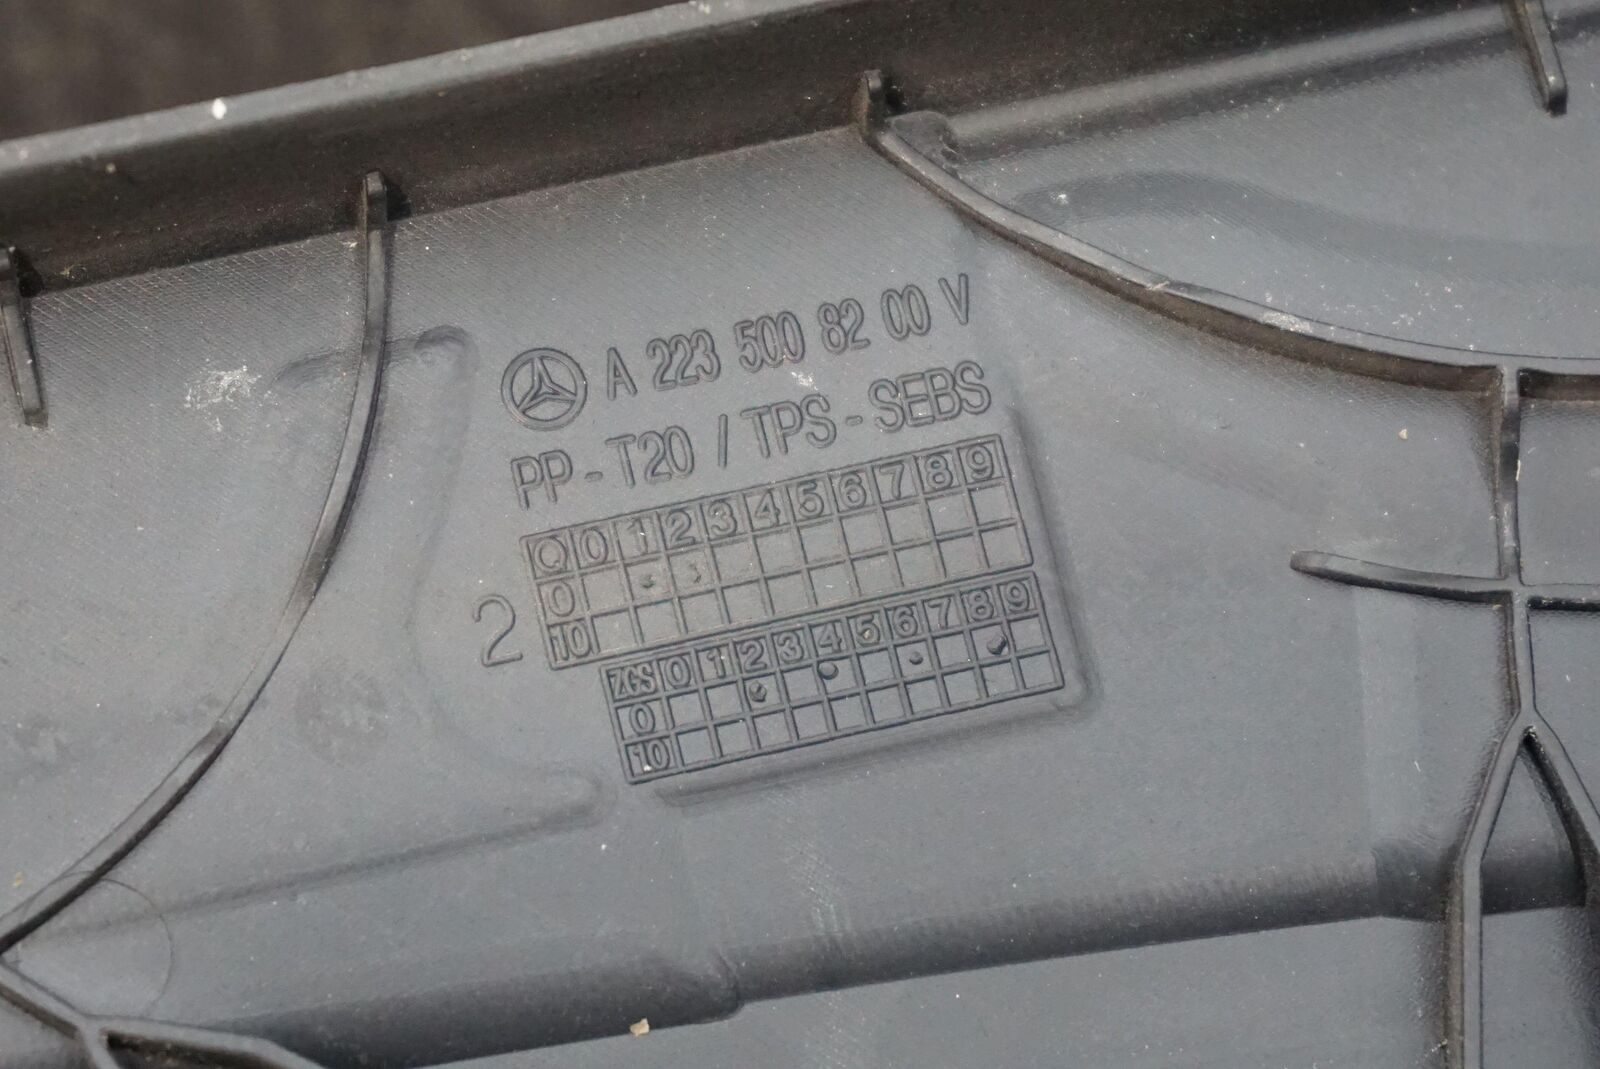 A 223 500 82 00 V
PP - T20 / TPS - SEBS
Q 0 1 2 3 4 5 6 7 8 9
0
10
2
ZGS 0 1 2 3 4 5 6 7 8 9
0
10